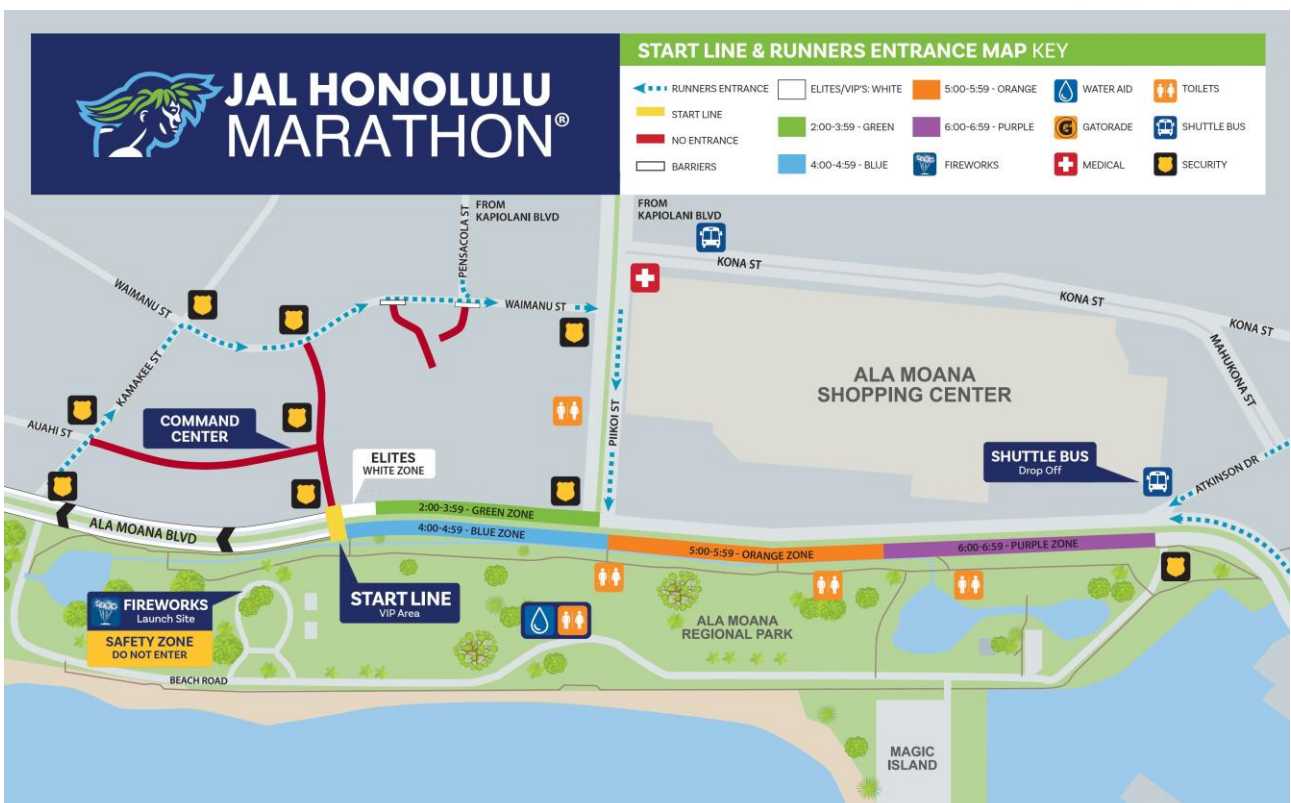 JAL HONOLULU
MARATHON®
START LINE & RUNNERS ENTRANCE MAP KEY
RUNNERS ENTRANCE
START LINE
NO ENTRANCE
BARRIERS
ELITES/VIP'S: WHITE
2:00-3:59 - GREEN
4:00-4:59 - BLUE
5:00-5:59 - ORANGE
6:00-6:59 - PURPLE
FIREWORKS
WATER AID
G
GATORADE
MEDICAL
TOILETS
SHUTTLE BUS
SECURITY
FROM
KAPIOLANI BLVD
PENSACOLA ST
FROM
KAPIOLANI BLVD
KONA ST
KONA ST
KONA ST
MAHUKONA ST
WAIMANU ST
WAIMANU ST
KAMAKEE ST
AUAHI ST
COMMAND
CENTER
PIIKOI ST
ALA MOANA
SHOPPING CENTER
ELITES
WHITE ZONE
SHUTTLE BUS
Drop Off
ATKINSON DR
ALA MOANA BLVD
2:00-3:59 - GREEN ZONE
4:00-4:59 - BLUE ZONE
5:00-5:59 - ORANGE ZONE
6:00-6:59 - PURPLE ZONE
START LINE
VIP Area
FIREWORKS
Launch Site
SAFETY ZONE
DO NOT ENTER
ALA MOANA
REGIONAL PARK
BEACH ROAD
MAGIC
ISLAND